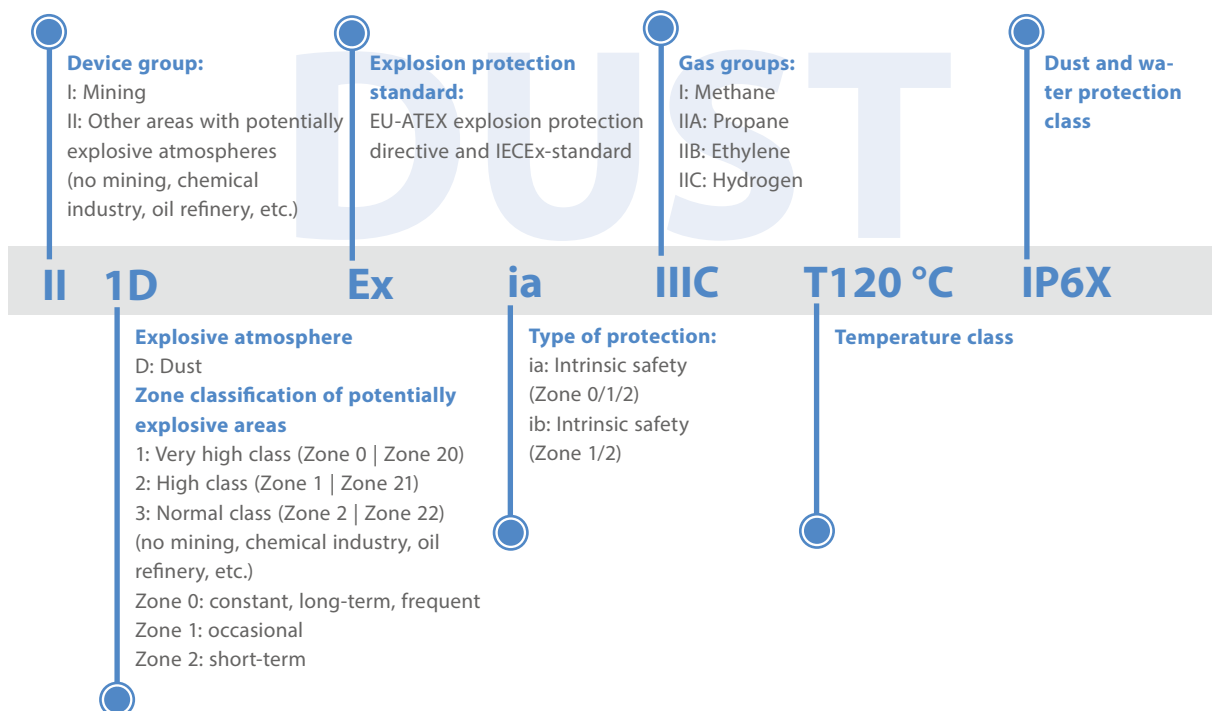 DUST
Device group:
I: Mining
II: Other areas with potentially
explosive atmospheres
(no mining, chemical
industry, oil refinery, etc.)
Explosion protection
standard:
EU-ATEX explosion protection
directive and IECEx-standard
Gas groups:
I: Methane
IIA: Propane
IIB: Ethylene
IIC: Hydrogen
Dust and wa-
ter protection
class
II 1D Ex ia IIIC T120 °C IP6X
Explosive atmosphere
D: Dust
Zone classification of potentially
explosive areas
1: Very high class (Zone 0 | Zone 20)
2: High class (Zone 1 | Zone 21)
3: Normal class (Zone 2 | Zone 22)
(no mining, chemical industry, oil
refinery, etc.)
Zone 0: constant, long-term, frequent
Zone 1: occasional
Zone 2: short-term
Type of protection:
ia: Intrinsic safety
(Zone 0/1/2)
ib: Intrinsic safety
(Zone 1/2)
Temperature class